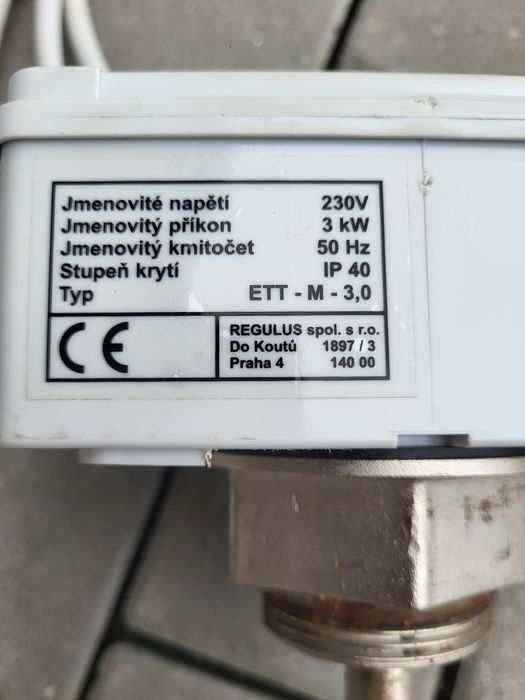 Jmenovité napětí 230V
Jmenovitý příkon 3 kW
Jmenovitý kmitočet 50 Hz
Stupeň krytí IP 40
Typ ETT - M - 3,0
CE
REGULUS spol. s r.o.
Do Koutů 1897 / 3
Praha 4 140 00